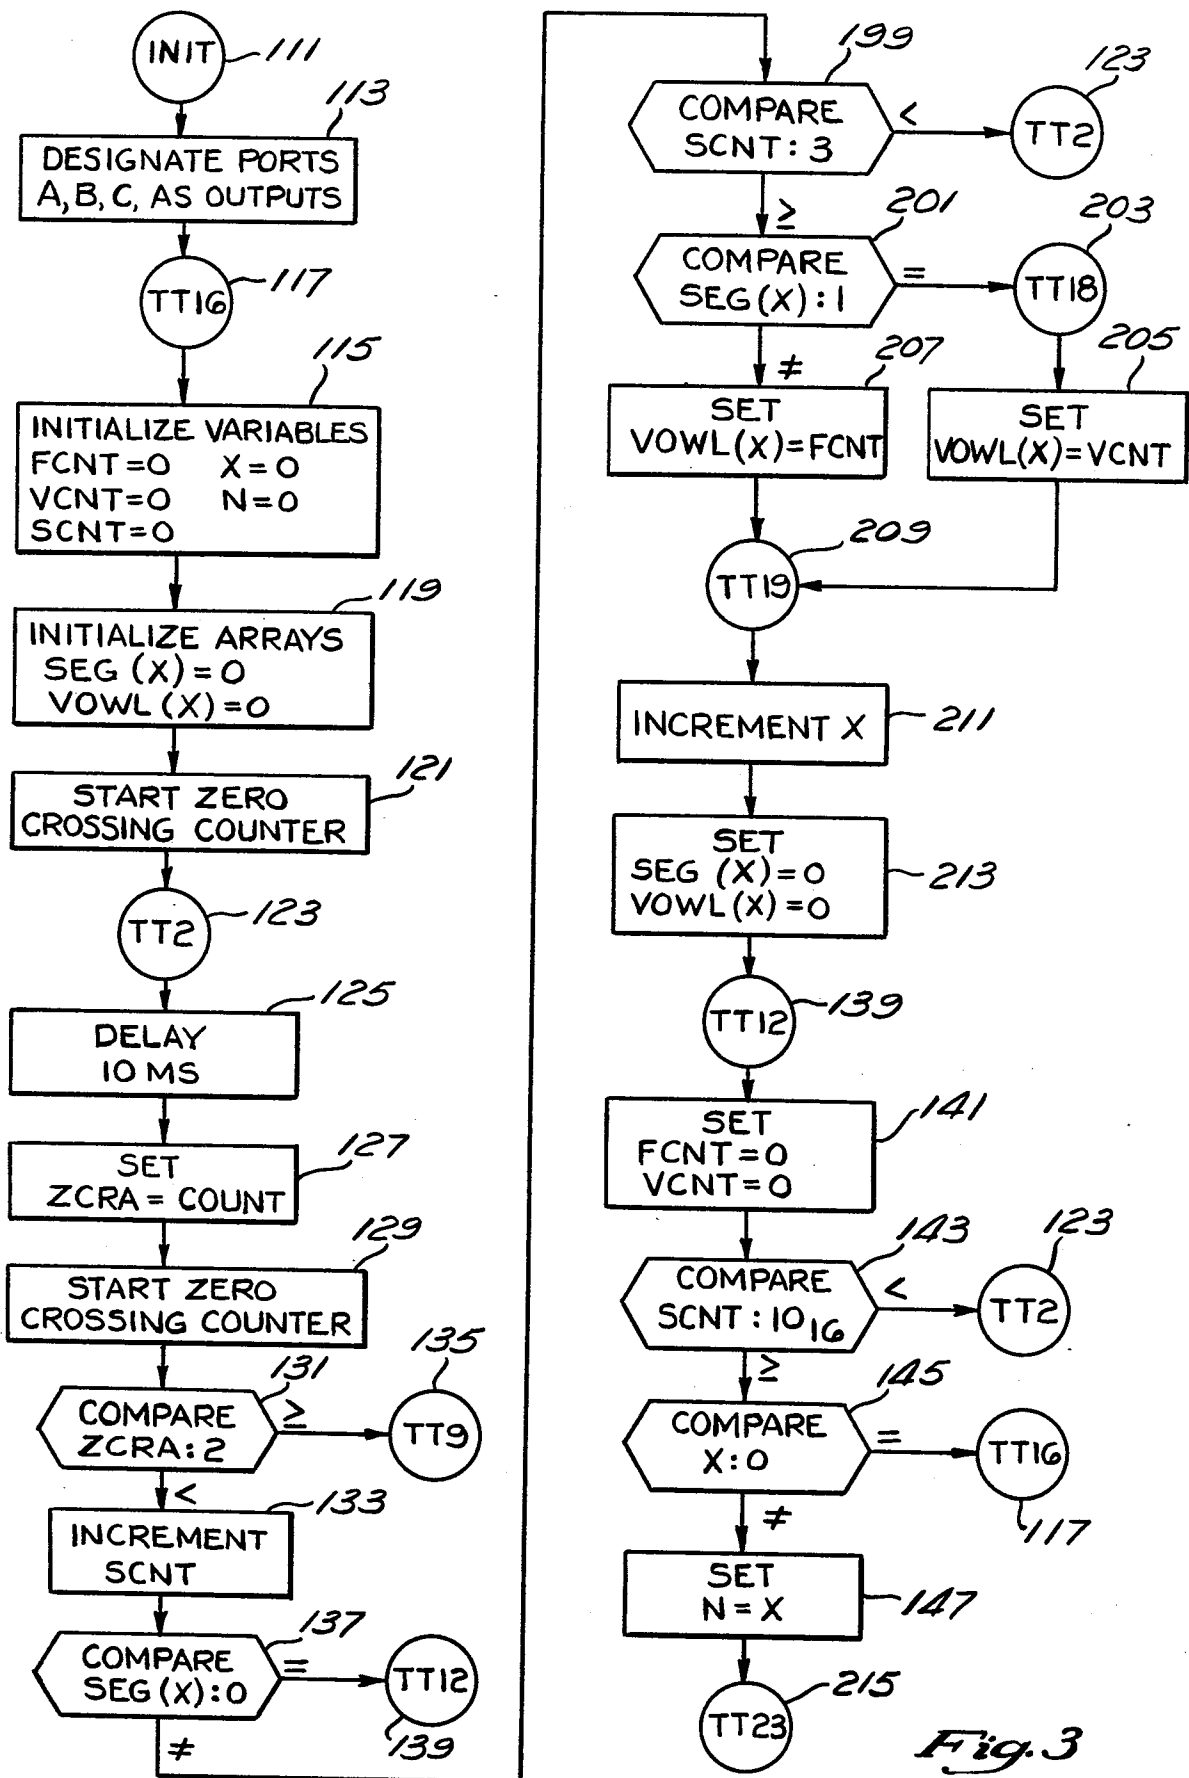 INIT
111
113
DESIGNATE PORTS
A, B, C, AS OUTPUTS
TT16
117
115
INITIALIZE VARIABLES
FCNT=0 X=0
VCNT=0 N=0
SCNT=0
119
INITIALIZE ARRAYS
SEG (X)=0
VOWL (X)=0
121
START ZERO
CROSSING COUNTER
TT2
123
125
DELAY
10 MS
127
SET
ZCRA = COUNT
129
START ZERO
CROSSING COUNTER
131
COMPARE
ZCRA:2
≥
135
TT9
<
133
INCREMENT
SCNT
137
COMPARE
SEG(X):0
=
TT12
139
≠
199
COMPARE
SCNT:3
<
123
TT2
≥
201
COMPARE
SEG(X):1
=
203
TT18
≠
207
SET
VOWL(X)=FCNT
205
SET
VOWL(X)=VCNT
209
TT19
INCREMENT X
211
SET
SEG (X)=0
VOWL(X)=0
213
TT12
139
SET
FCNT=0
VCNT=0
141
143
COMPARE
SCNT:10₁₆
<
123
TT2
≥
145
COMPARE
X:0
=
TT16
117
≠
SET
N=X
147
215
TT23
Fig. 3